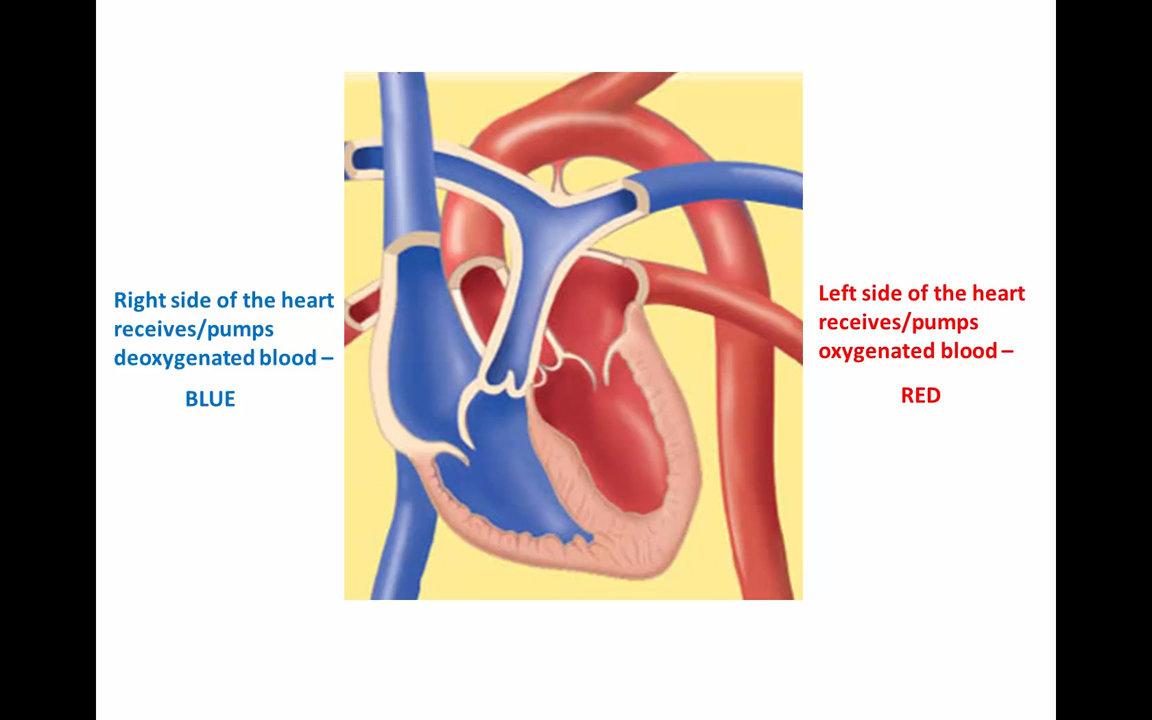 Right side of the heart
receives/pumps
deoxygenated blood –
BLUE
Left side of the heart
receives/pumps
oxygenated blood –
RED